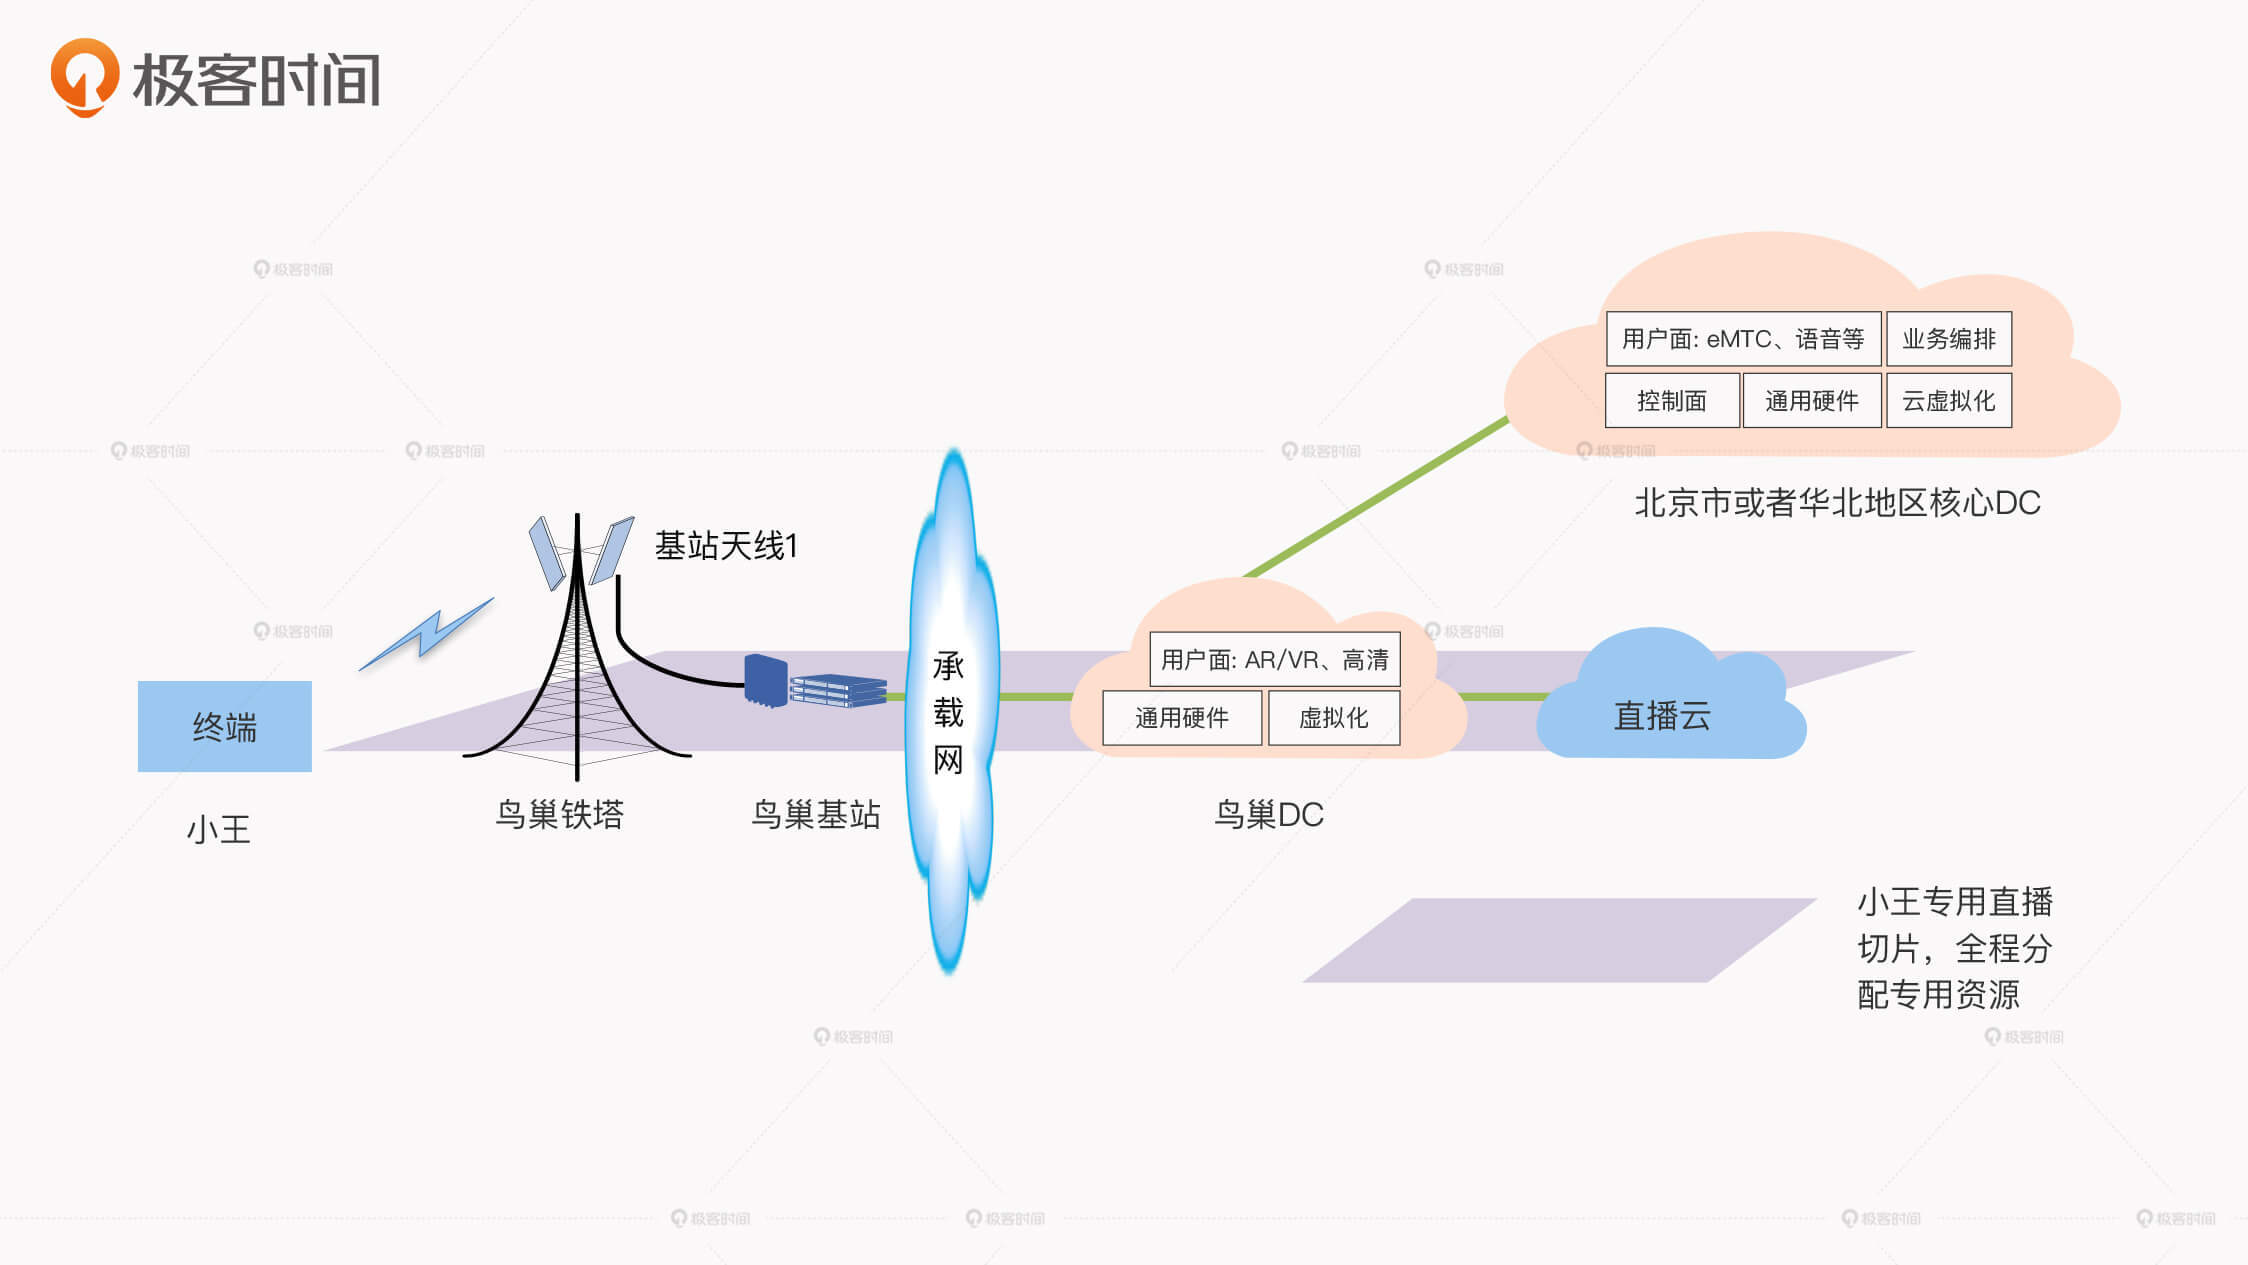 极客时间
用户面: eMTC、语音等
业务编排
控制面
通用硬件
云虚拟化
北京市或者华北地区核心DC
基站天线1
承
载
网
用户面: AR/VR、高清
通用硬件
虚拟化
直播云
终端
小王
鸟巢铁塔
鸟巢基站
鸟巢DC
小王专用直播
切片，全程分
配专用资源
极客时间
极客时间
极客时间
极客时间
极客时间
极客时间
极客时间
极客时间
极客时间
极客时间
极客时间
极客时间
极客时间
极客时间